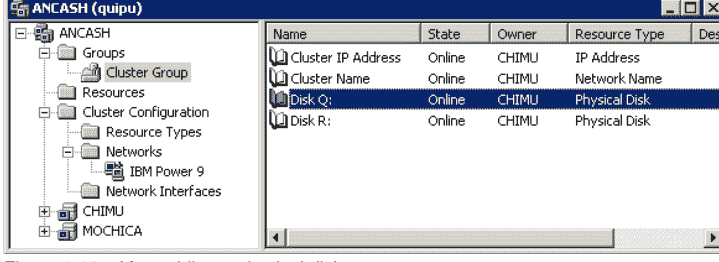 ANCASH (quipu)
ANCASH
Groups
Cluster Group
Resources
Cluster Configuration
Resource Types
Networks
IBM Power 9
Network Interfaces
CHIMU
MOCHICA
Name State Owner Resource Type Des
Cluster IP Address Online CHIMU IP Address
Cluster Name Online CHIMU Network Name
Disk Q: Online CHIMU Physical Disk
Disk R: Online CHIMU Physical Disk